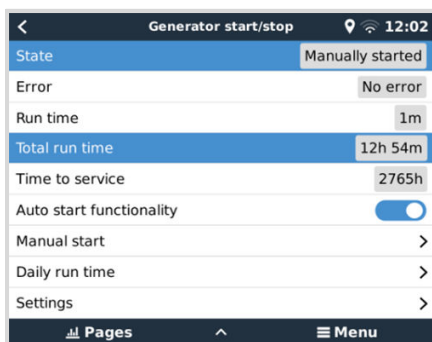 Generator start/stop 12:02
State Manually started
Error No error
Run time 1m
Total run time 12h 54m
Time to service 2765h
Auto start functionality
Manual start
Daily run time
Settings
Pages Menu